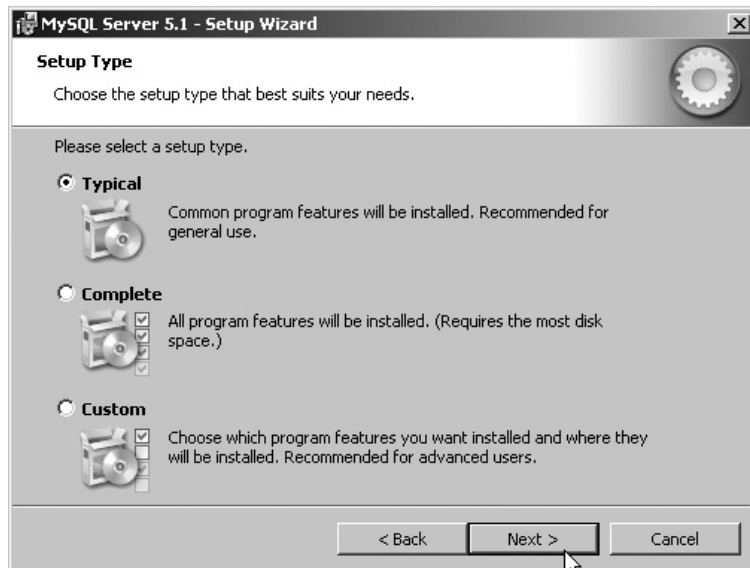 MySQL Server 5.1 - Setup Wizard
Setup Type
Choose the setup type that best suits your needs.
Please select a setup type.
Typical
Common program features will be installed. Recommended for
general use.
Complete
All program features will be installed. (Requires the most disk
space.)
Custom
Choose which program features you want installed and where they
will be installed. Recommended for advanced users.
< Back
Next >
Cancel